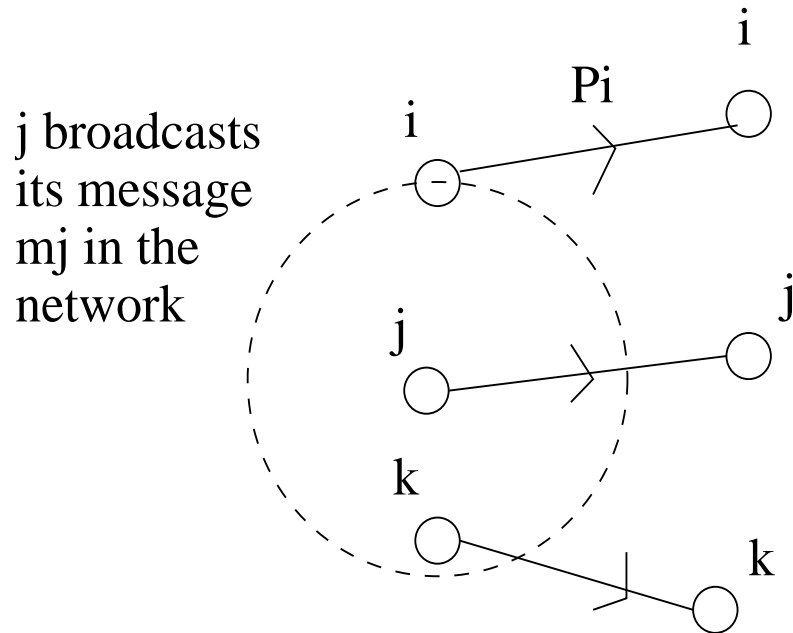 j broadcasts
its message
mj in the
network
i
Pi
i
j
j
k
k